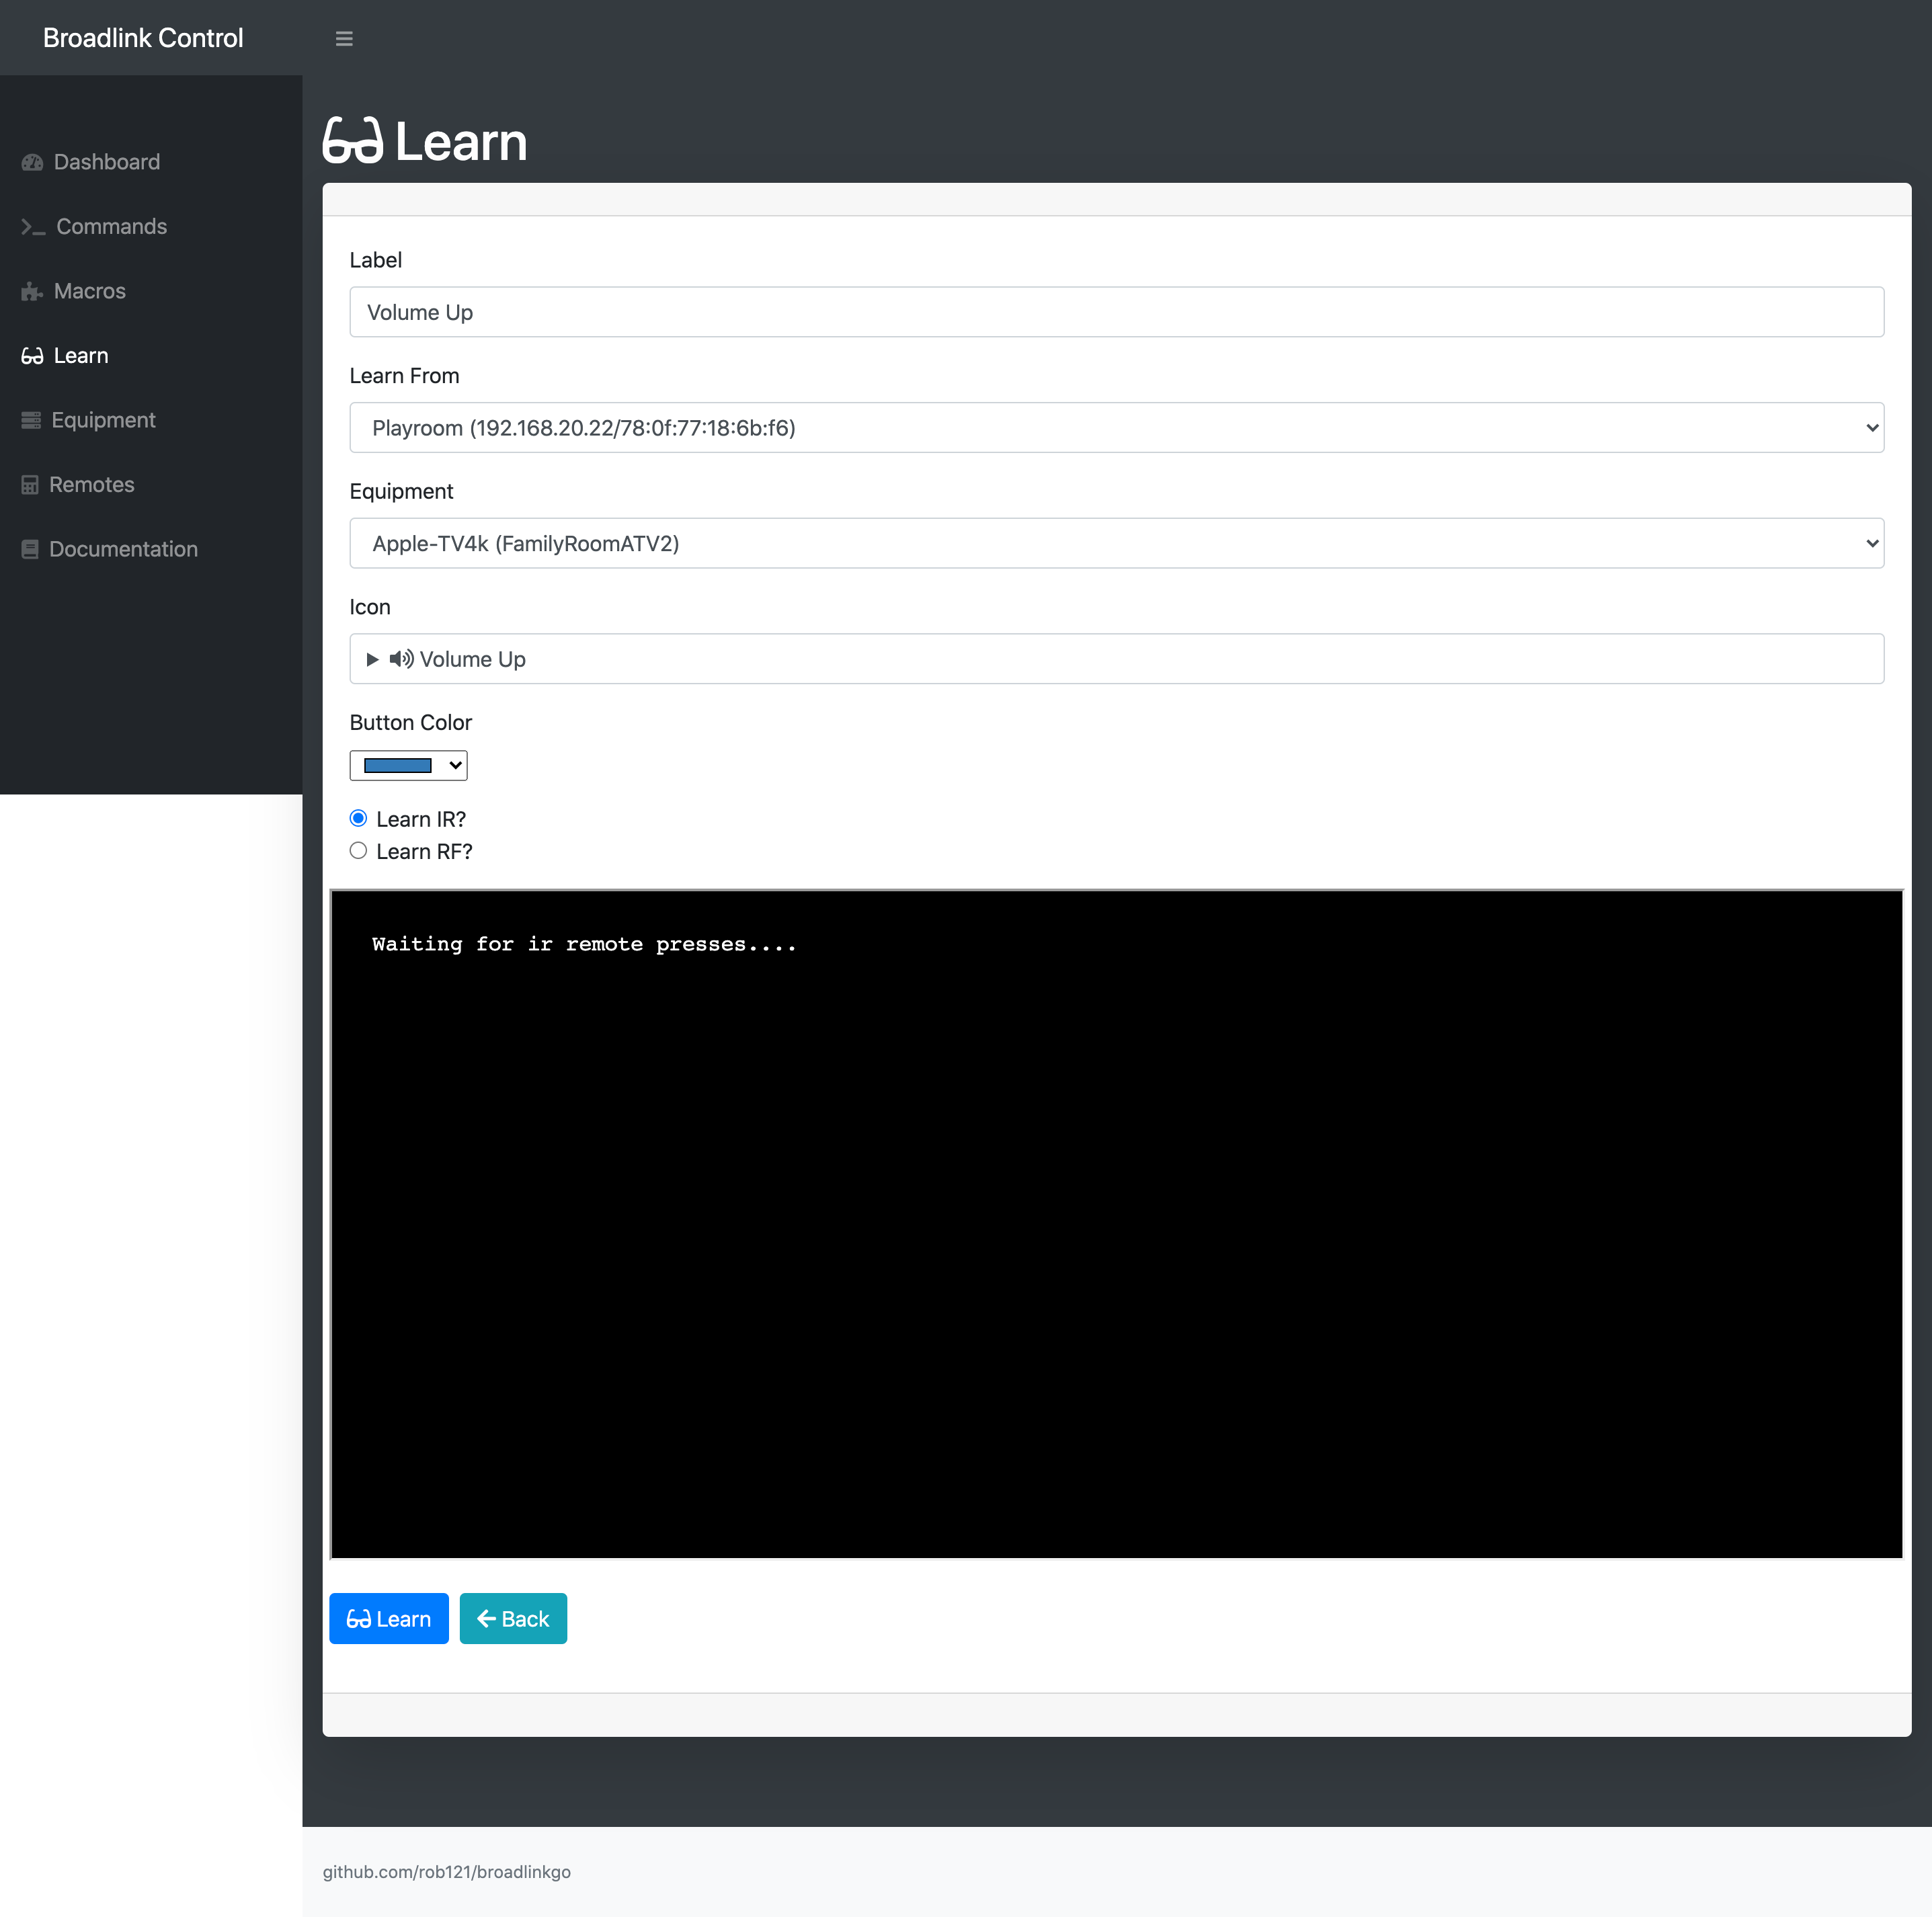 Broadlink Control
Dashboard
Commands
Macros
Learn
Equipment
Remotes
Documentation
Learn
Label
Volume Up
Learn From
Playroom (192.168.20.22/78:0f:77:18:6b:f6)
Equipment
Apple-TV4k (FamilyRoomATV2)
Icon
Volume Up
Button Color
Learn IR?
Learn RF?
Waiting for ir remote presses....
Learn
Back
github.com/rob121/broadlinkgo